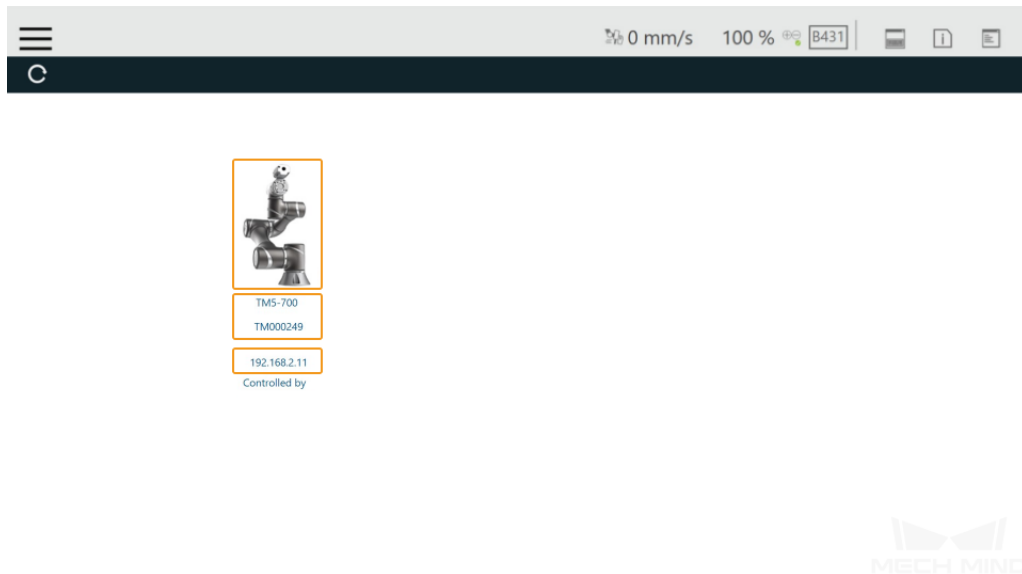 0 mm/s 100 % B431
TM5-700
TM000249
192.168.2.11
Controlled by
MECH MIND